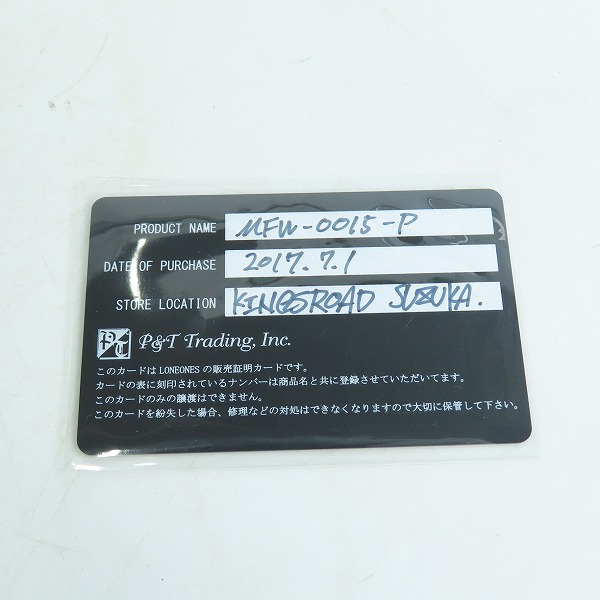 PRODUCT NAME MFW-0015-P
DATE OF PURCHASE 2017.7.1
STORE LOCATION KINGSROAD SUZUKA.
PT P&T Trading, Inc.
このカードは LONEONES の販売証明カードです。
カードの表に刻印されているナンバーは商品名と共に登録させていただいてます。
このカードのみの譲渡はできません。
このカードを紛失した場合、修理などの対処はできなくなりますので大切に保管して下さい。